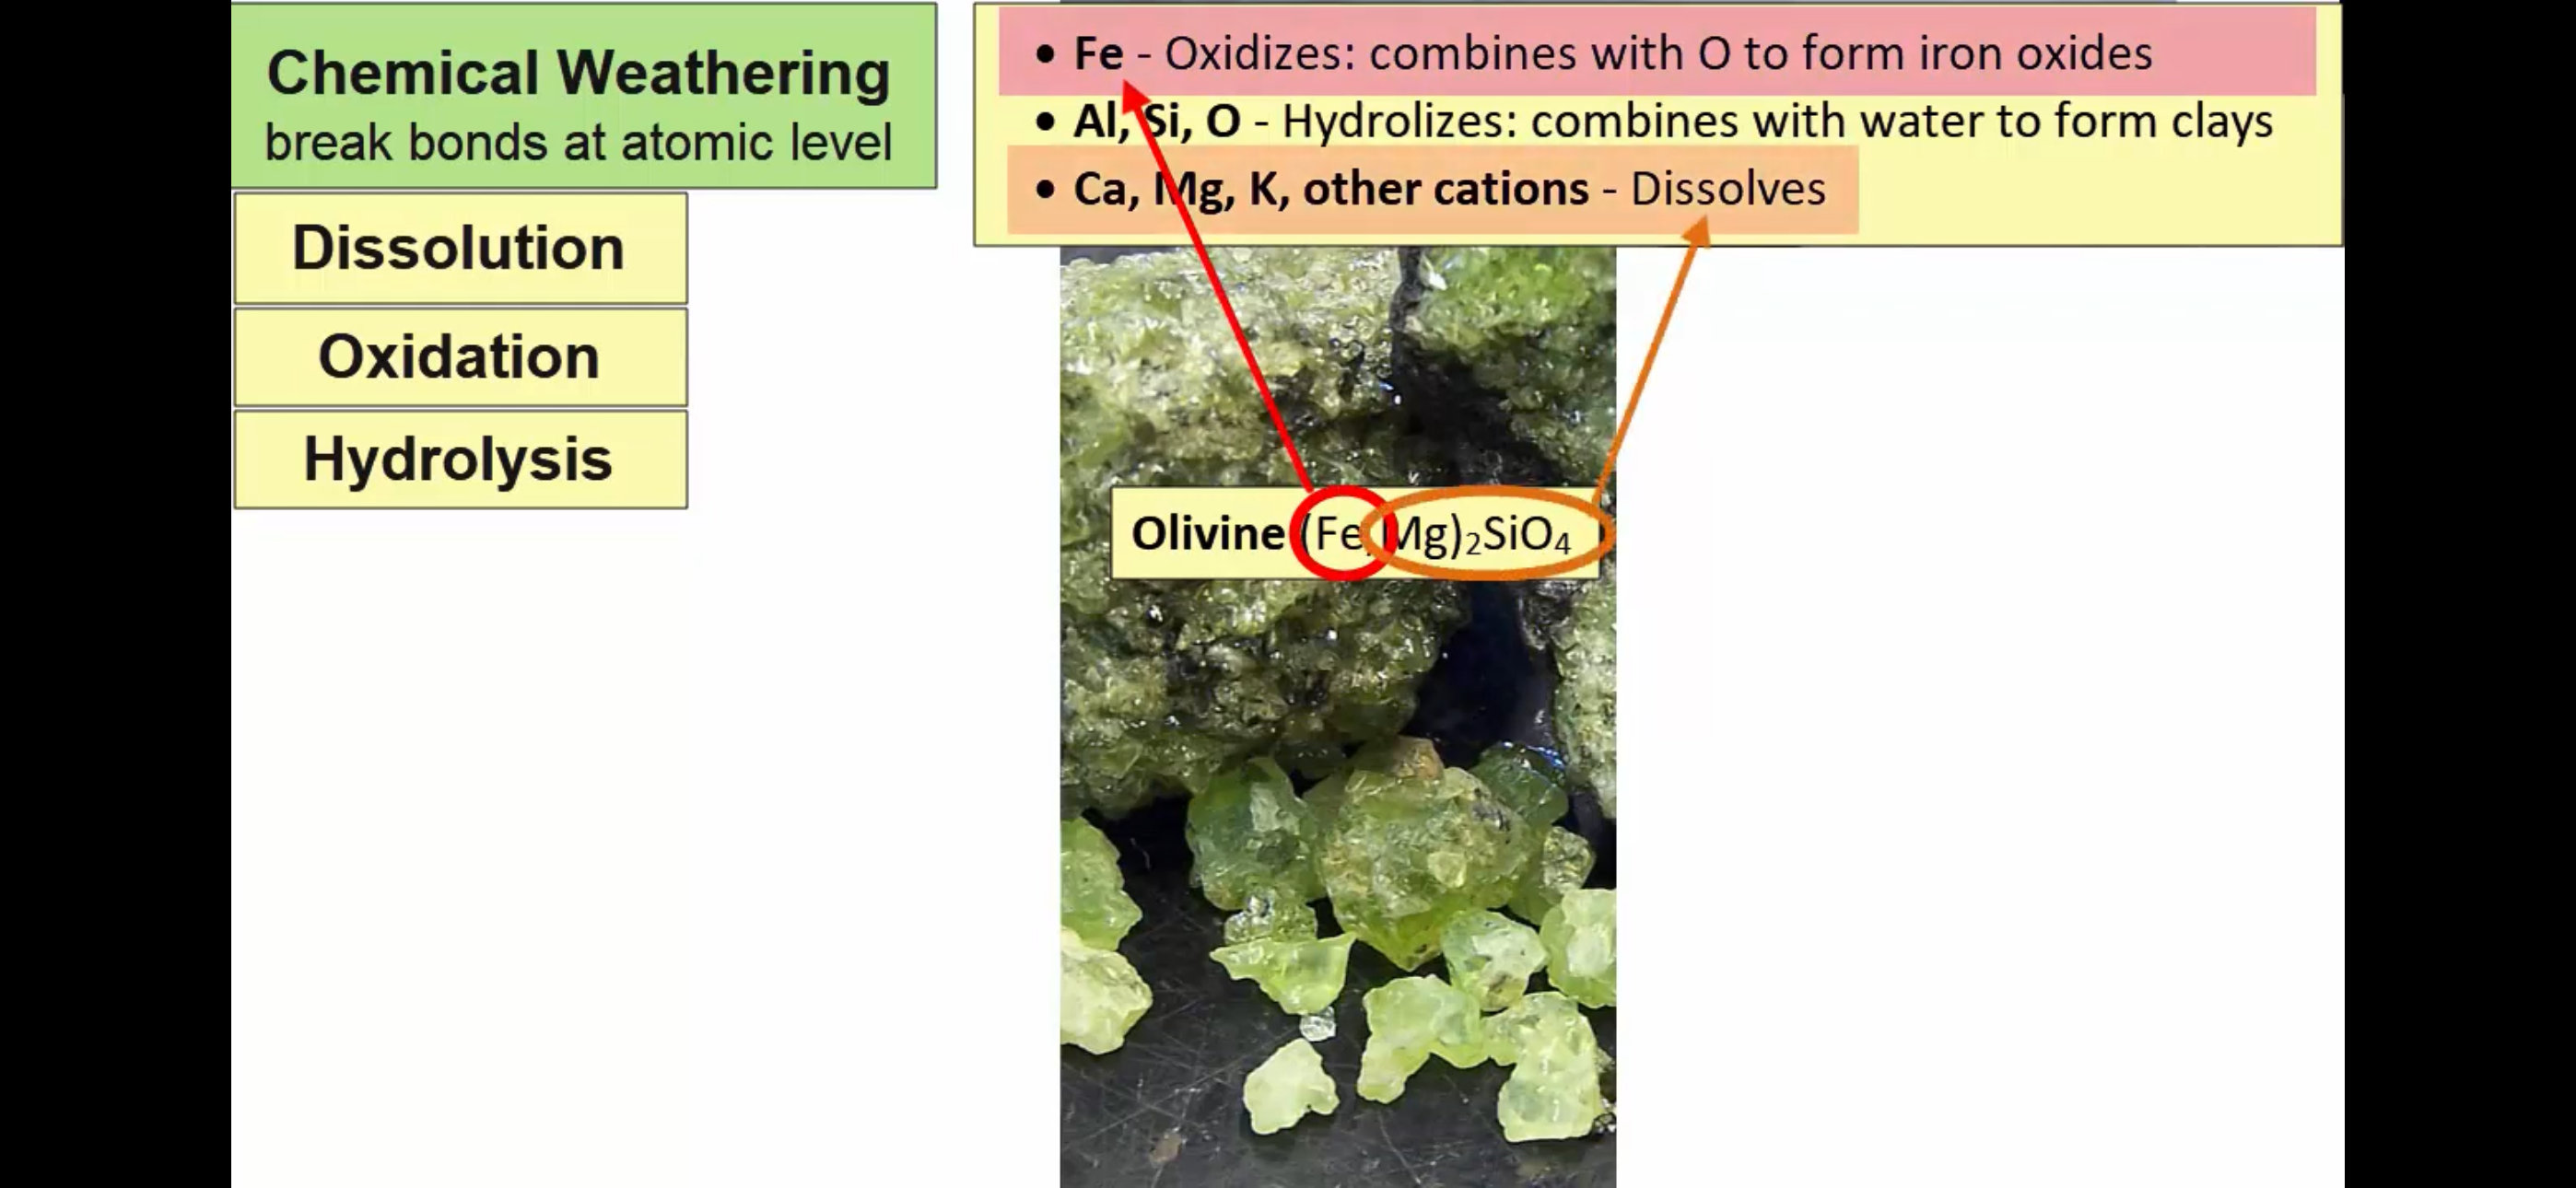 Chemical Weathering
break bonds at atomic level
Dissolution
Oxidation
Hydrolysis
• Fe - Oxidizes: combines with O to form iron oxides
• Al, Si, O - Hydrolizes: combines with water to form clays
• Ca, Mg, K, other cations - Dissolves
Olivine (Fe, Mg)₂SiO₄